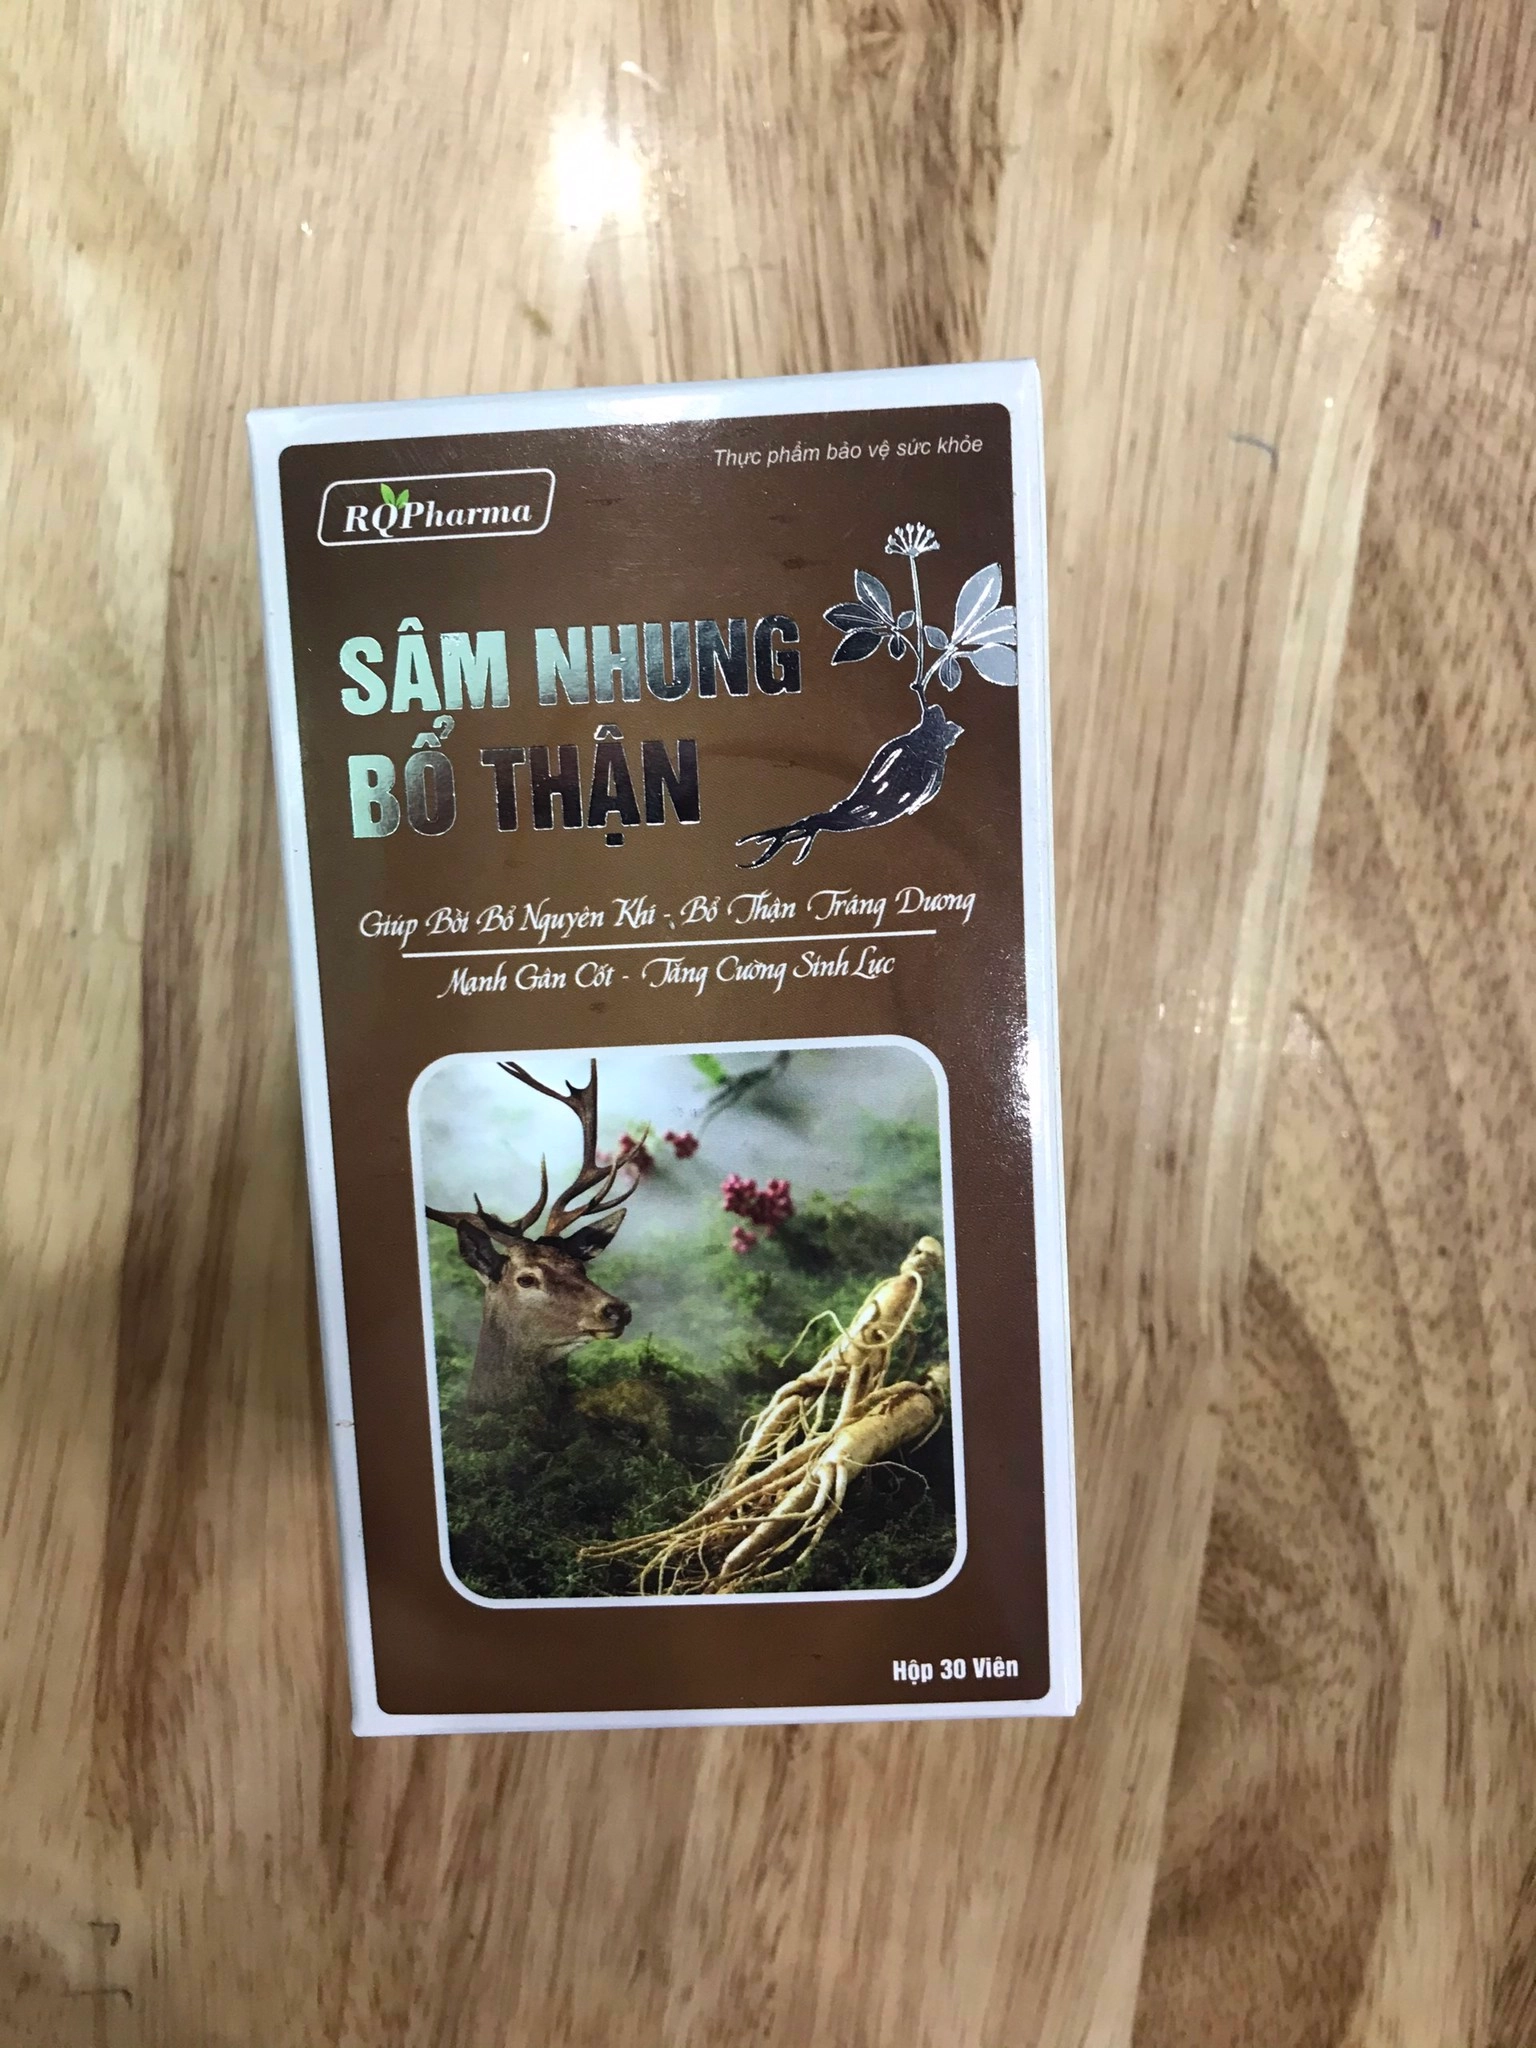 Thực phẩm bảo vệ sức khỏe
RQPharma
SÂM NHUNG
BỔ THẬN
Giúp Bồi Bổ Nguyên Khí - Bổ Thận Tráng Dương
Mạnh Gân Cốt - Tăng Cường Sinh Lực
Hộp 30 Viên